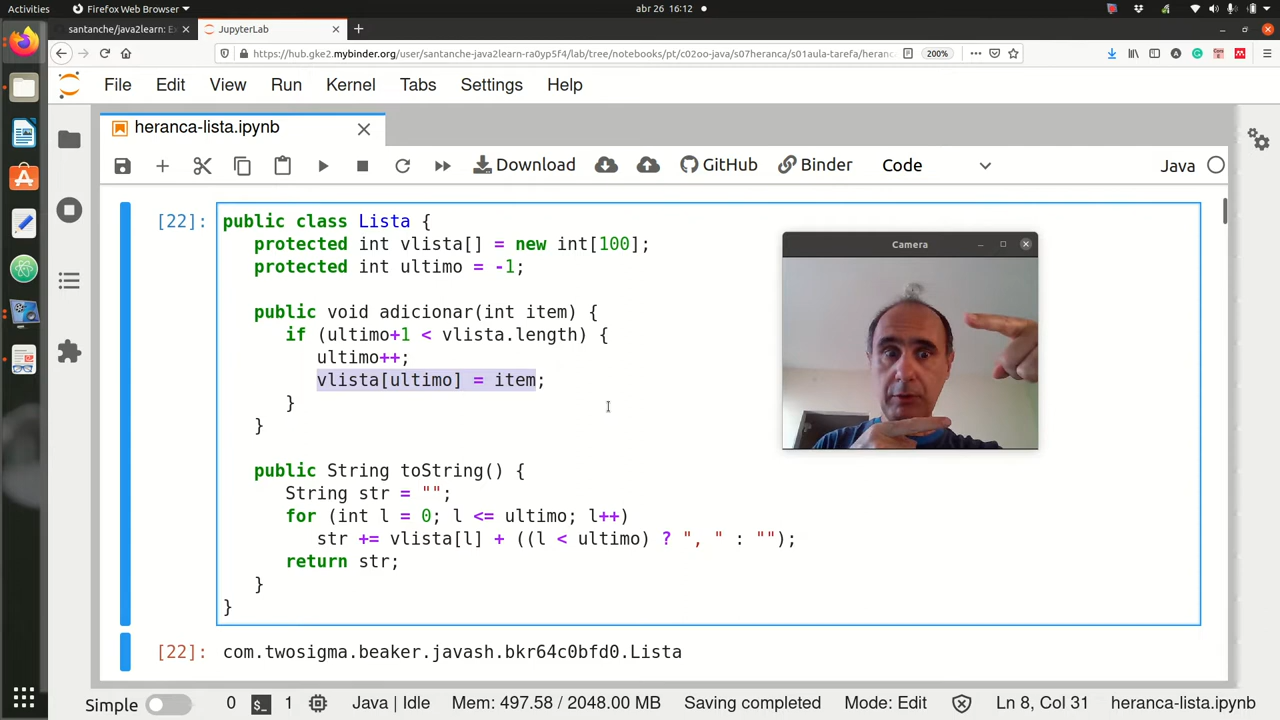 Activities
Firefox Web Browser
abr 26 16:12
santanche/java2learn: Ex
JupyterLab
https://hub.gke2.mybinder.org/user/santanche-java2learn-ra0yp5f4/lab/tree/notebooks/pt/c02oo-java/s07heranca/s01aula-tarefa/heranc
200%
File Edit View Run Kernel Tabs Settings Help
heranca-lista.ipynb
Download GitHub Binder Code Java
[22]: public class Lista {
protected int vlista[] = new int[100];
protected int ultimo = -1;
public void adicionar(int item) {
if (ultimo+1 < vlista.length) {
ultimo++;
vlista[ultimo] = item;
}
}
public String toString() {
String str = "";
for (int l = 0; l <= ultimo; l++)
str += vlista[l] + ((l < ultimo) ? ", " : "");
return str;
}
}
Camera
[22]: com.twosigma.beaker.javash.bkr64c0bfd0.Lista
Simple 0 1 Java | Idle Mem: 497.58 / 2048.00 MB Saving completed Mode: Edit Ln 8, Col 31 heranca-lista.ipynb